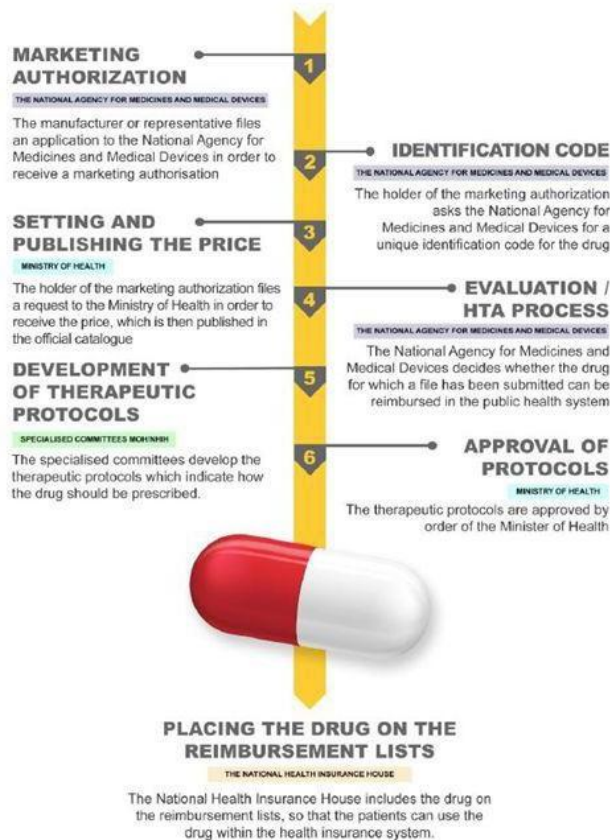 1
MARKETING
AUTHORIZATION
THE NATIONAL AGENCY FOR MEDICINES AND MEDICAL DEVICES
The manufacturer or representative files
an application to the National Agency for
Medicines and Medical Devices in order to
receive a marketing authorisation
2
IDENTIFICATION CODE
THE NATIONAL AGENCY FOR MEDICINES AND MEDICAL DEVICES
The holder of the marketing authorization
asks the National Agency for
Medicines and Medical Devices for a
unique identification code for the drug
3
SETTING AND
PUBLISHING THE PRICE
MINISTRY OF HEALTH
The holder of the marketing authorization files
a request to the Ministry of Health in order to
receive the price, which is then published in
the official catalogue
4
EVALUATION /
HTA PROCESS
THE NATIONAL AGENCY FOR MEDICINES AND MEDICAL DEVICES
The National Agency for Medicines and
Medical Devices decides whether the drug
for which a file has been submitted can be
reimbursed in the public health system
5
DEVELOPMENT
OF THERAPEUTIC
PROTOCOLS
SPECIALISED COMMITTEES MOH/NHIH
The specialised committees develop the
therapeutic protocols which indicate how
the drug should be prescribed.
6
APPROVAL OF
PROTOCOLS
MINISTRY OF HEALTH
The therapeutic protocols are approved by
order of the Minister of Health
PLACING THE DRUG ON THE
REIMBURSEMENT LISTS
THE NATIONAL HEALTH INSURANCE HOUSE
The National Health Insurance House includes the drug on
the reimbursement lists, so that the patients can use the
drug within the health insurance system.